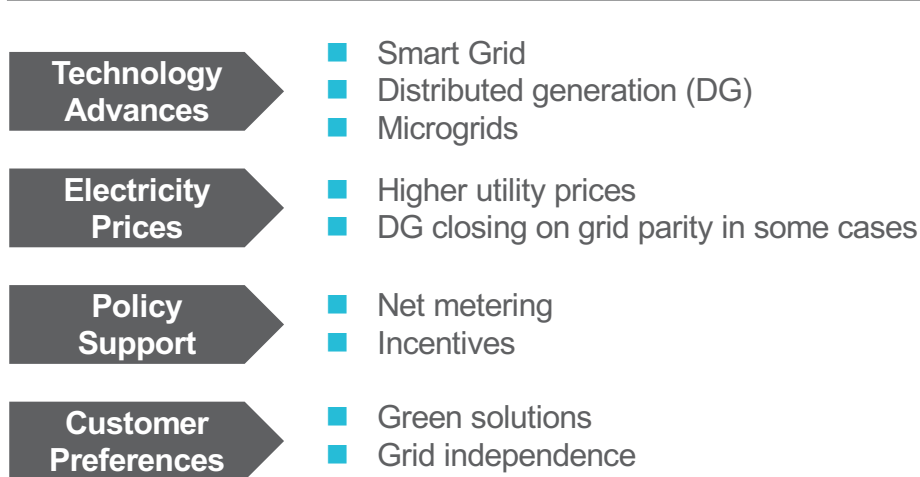 Technology
Advances
Smart Grid
Distributed generation (DG)
Microgrids
Electricity
Prices
Higher utility prices
DG closing on grid parity in some cases
Policy
Support
Net metering
Incentives
Customer
Preferences
Green solutions
Grid independence